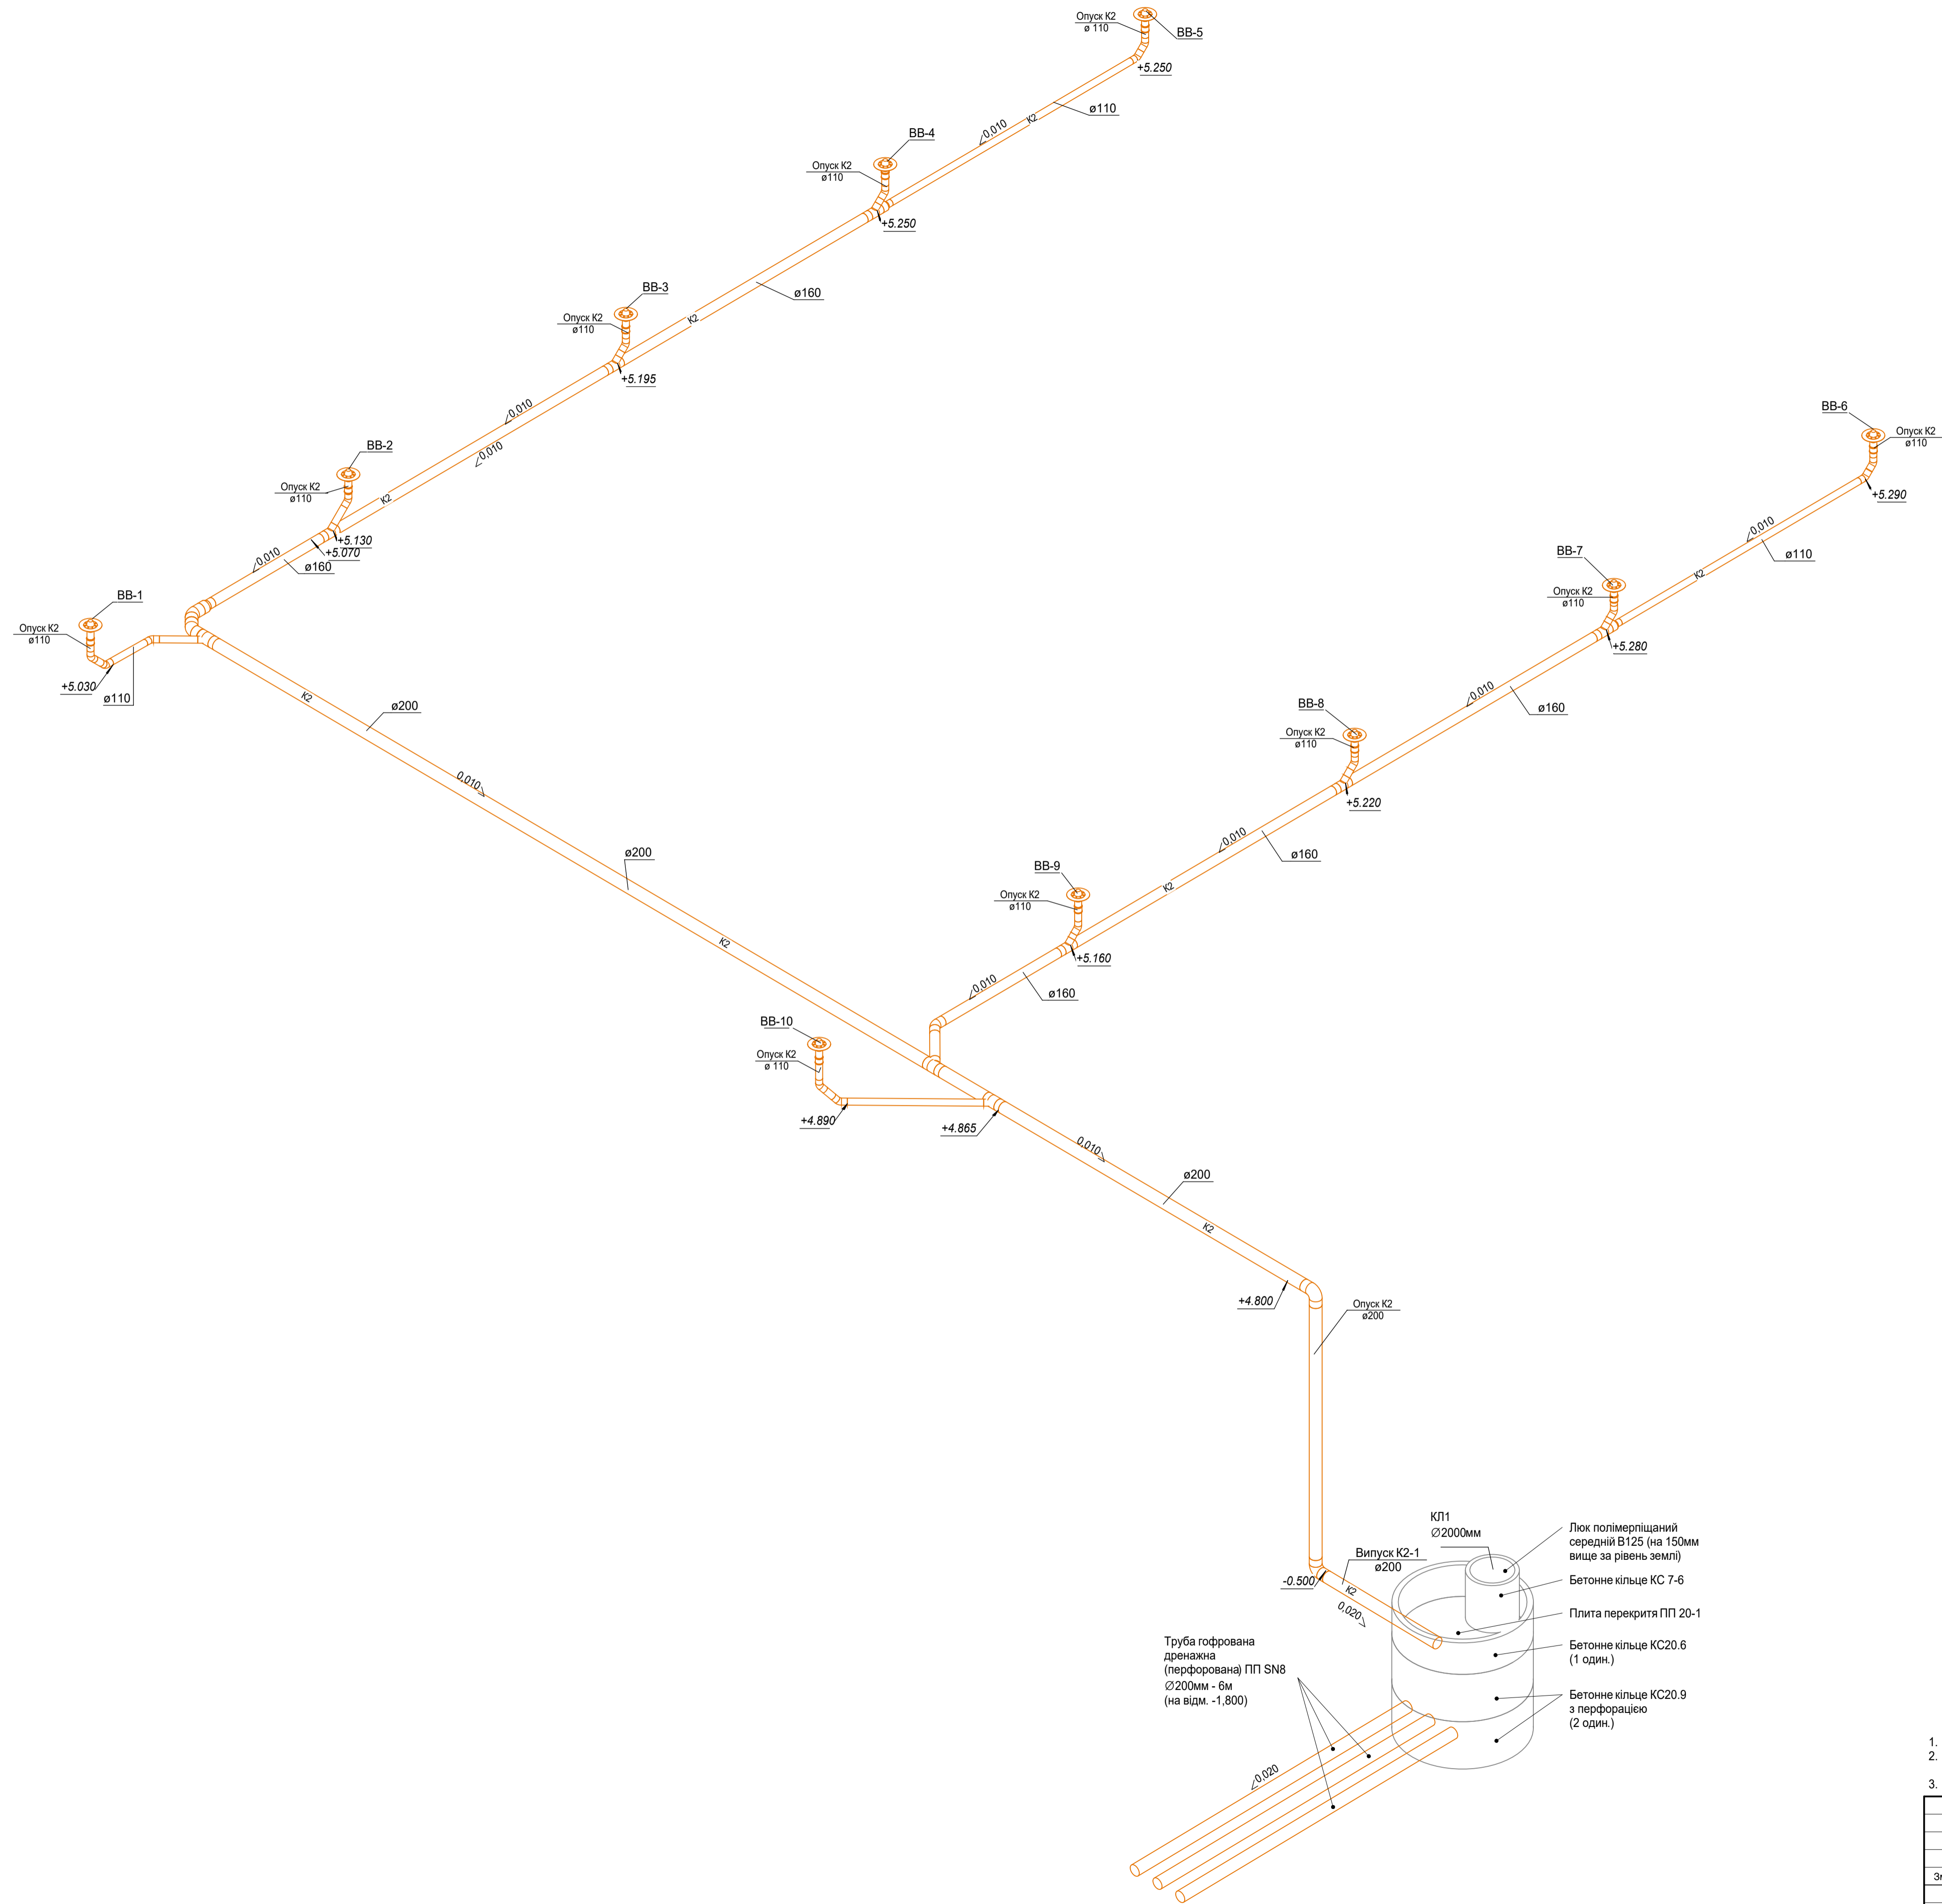 Опуск К2
ø 110
ВВ-5
+5.250
ø110
0,010
К2
ВВ-4
Опуск К2
ø110
+5.250
ø160
К2
ВВ-3
Опуск К2
ø110
+5.195
0,010
0,010
К2
ВВ-2
Опуск К2
ø110
+5.130
+5.070
0,010
ø160
ВВ-1
Опуск К2
ø110
+5.030
ø110
К2
ø200
0,010
ø200
К2
ВВ-6
Опуск К2
ø110
+5.290
0,010
ø110
К2
ВВ-7
Опуск К2
ø110
+5.280
0,010
ø160
ВВ-8
Опуск К2
ø110
+5.220
0,010
ø160
К2
ВВ-9
Опуск К2
ø110
+5.160
0,010
ø160
ВВ-10
Опуск К2
ø 110
+4.890
+4.865
0,010
ø200
К2
+4.800
Опуск К2
ø200
-0.500
Випуск К2-1
ø200
К2
0,020
КЛ1
∅2000мм
Люк полімерпіщаний
середній В125 (на 150мм
вище за рівень землі)
Бетонне кільце КС 7-6
Плита перекритя ПП 20-1
Бетонне кільце КС20.6
(1 один.)
Бетонне кільце КС20.9
з перфорацією
(2 один.)
Труба гофрована
дренажна
(перфорована) ПП SN8
∅200мм - 6м
(на відм. -1,800)
0,020
1.
2.
3.